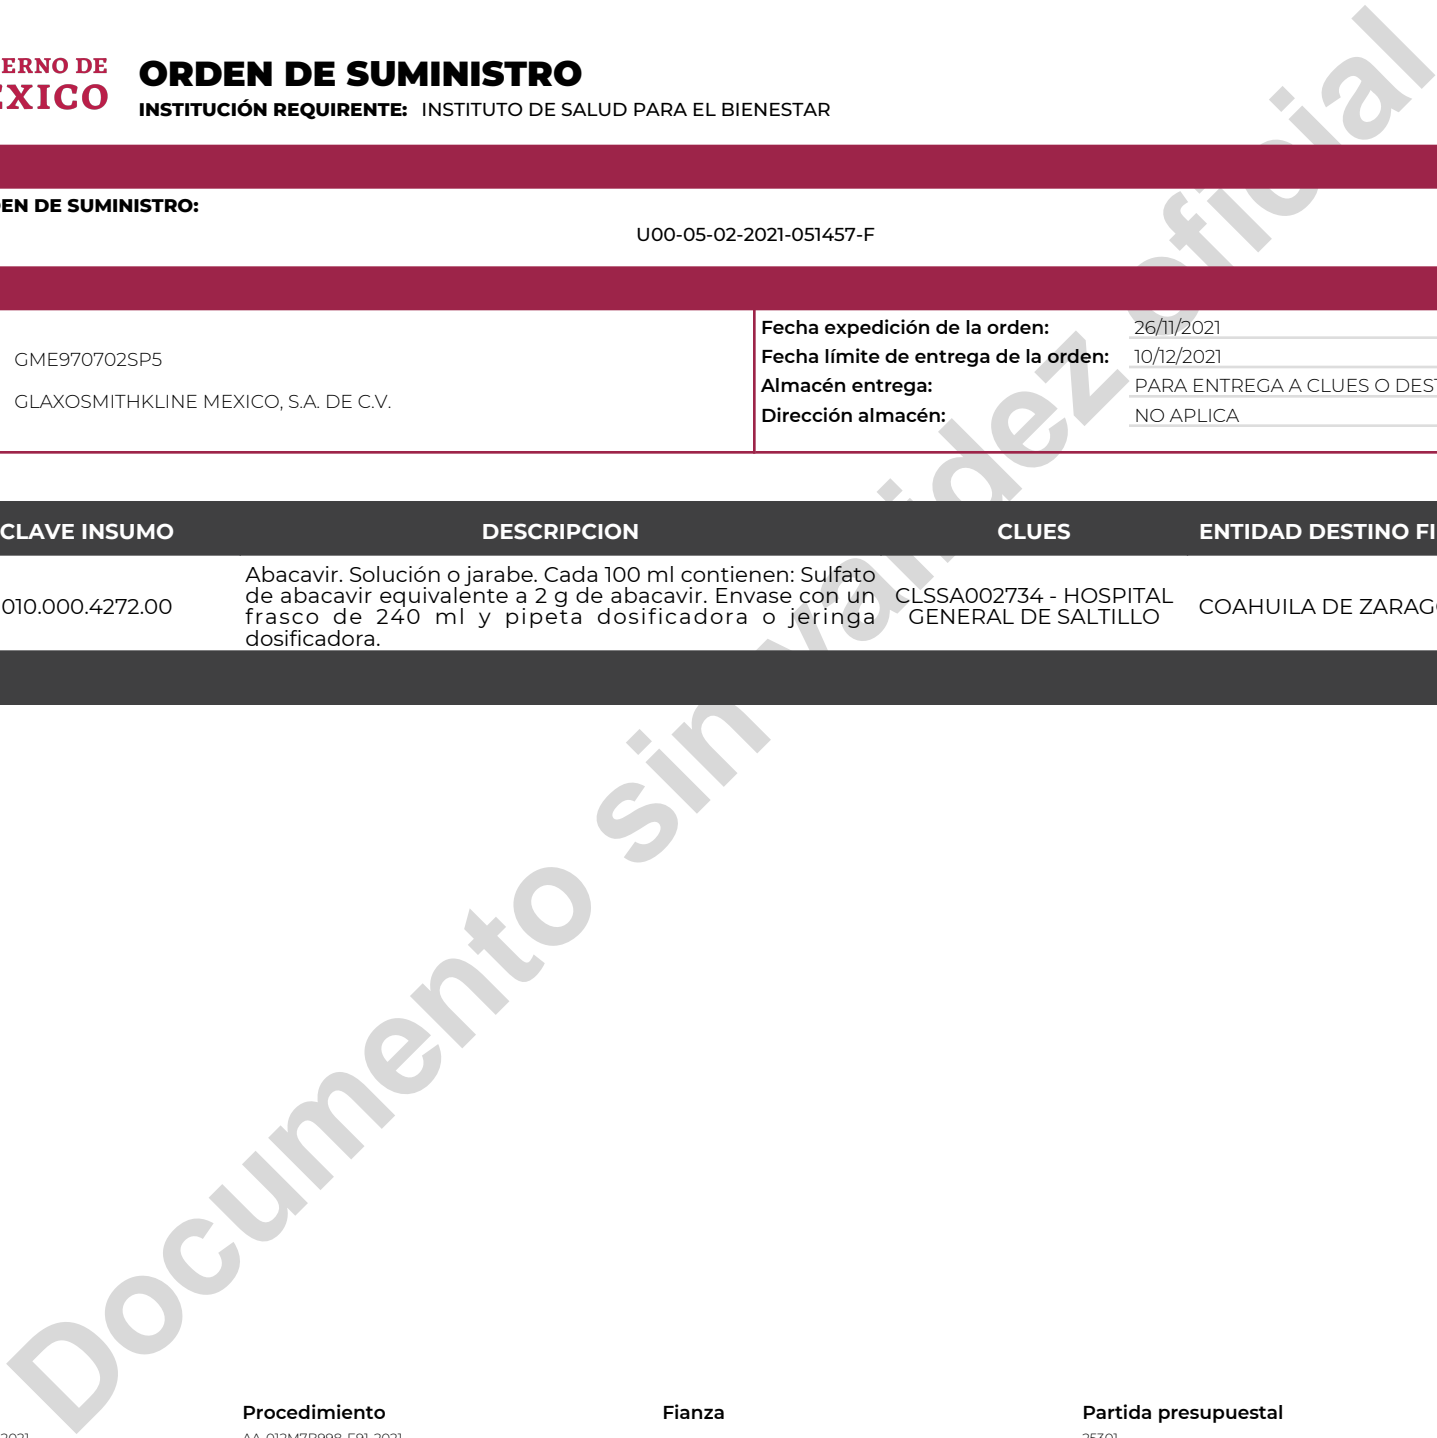 ERNO DE
ORDEN DE SUMINISTRO
EXICO
INSTITUCIÓN REQUIRENTE: INSTITUTO DE SALUD PARA EL BIENESTAR
EN DE SUMINISTRO:
U00-05-02-2021-051457-F
Fecha expedición de la orden: 26/11/2021
GME970702SP5
Fecha límite de entrega de la orden: 10/12/2021
Almacén entrega: PARA ENTREGA A CLUES O DEST
GLAXOSMITHKLINE MEXICO, S.A. DE C.V.
Dirección almacén: NO APLICA
CLAVE INSUMO DESCRIPCION CLUES ENTIDAD DESTINO FI
010.000.4272.00
Abacavir. Solución o jarabe. Cada 100 ml contienen: Sulfato
de abacavir equivalente a 2 g de abacavir. Envase con un
frasco de 240 ml y pipeta dosificadora o jeringa
dosificadora.
CLSSA002734 - HOSPITAL
GENERAL DE SALTILLO
COAHUILA DE ZARAG
Documento sin validez oficial
Procedimiento Fianza Partida presupuestal